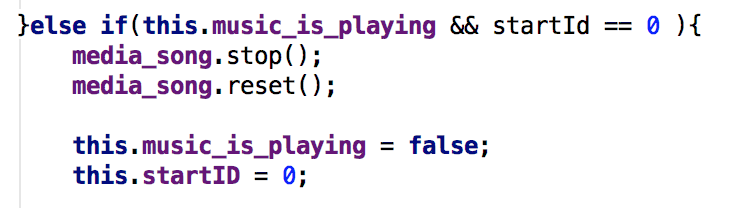 }else if(this.music_is_playing && startId == 0 ){
media_song.stop();
media_song.reset();
this.music_is_playing = false;
this.startID = 0;